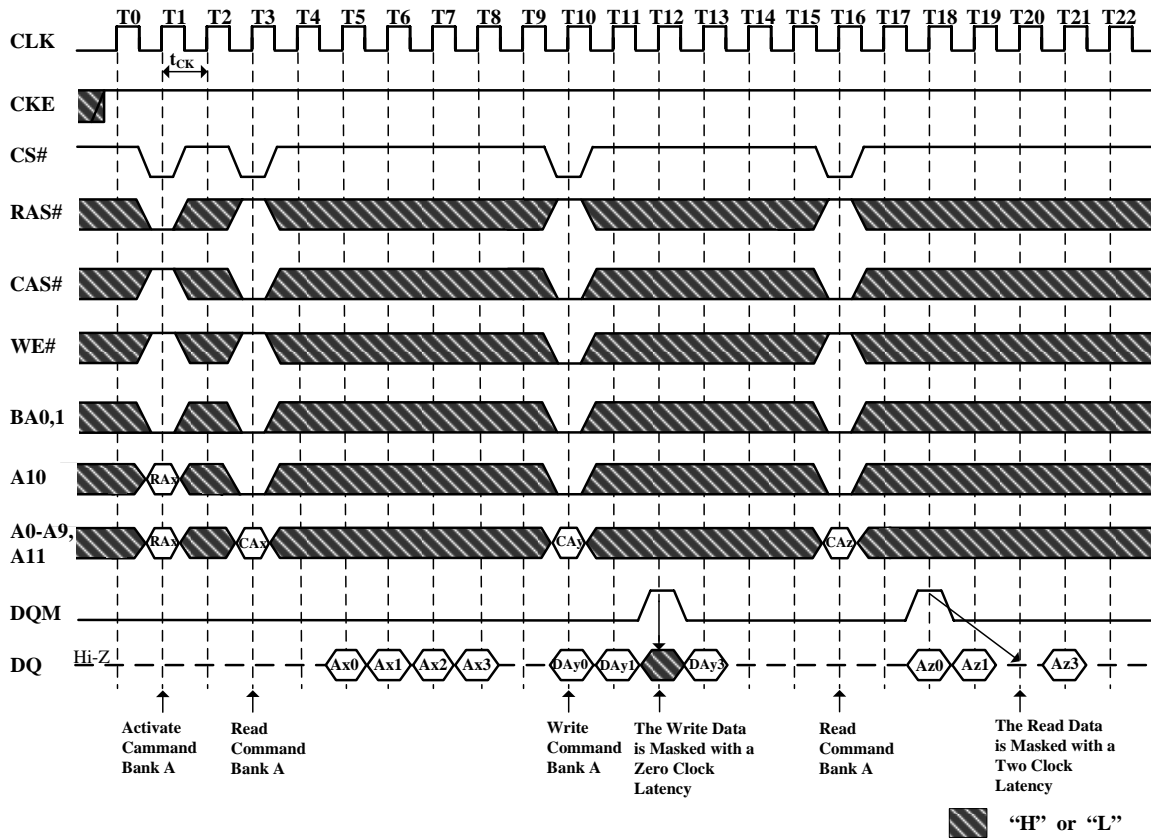 T0 T1 T2 T3 T4 T5 T6 T7 T8 T9 T10 T11 T12 T13 T14 T15 T16 T17 T18 T19 T20 T21 T22
CLK
tCK
CKE
CS#
RAS#
CAS#
WE#
BA0,1
A10
RAx
A0-A9,
A11
RAx CAx CAy CAz
DQM
DQ
Hi-Z
Ax0 Ax1 Ax2 Ax3 DAy0 DAy1 DAy3 Az0 Az1 Az3
Activate
Cammand
Bank A
Read
Command
Bank A
Write
Command
Bank A
The Write Data
is Masked with a
Zero Clock
Latency
Read
Command
Bank A
The Read Data
is Masked with a
Two Clock
Latency
“H” or “L”